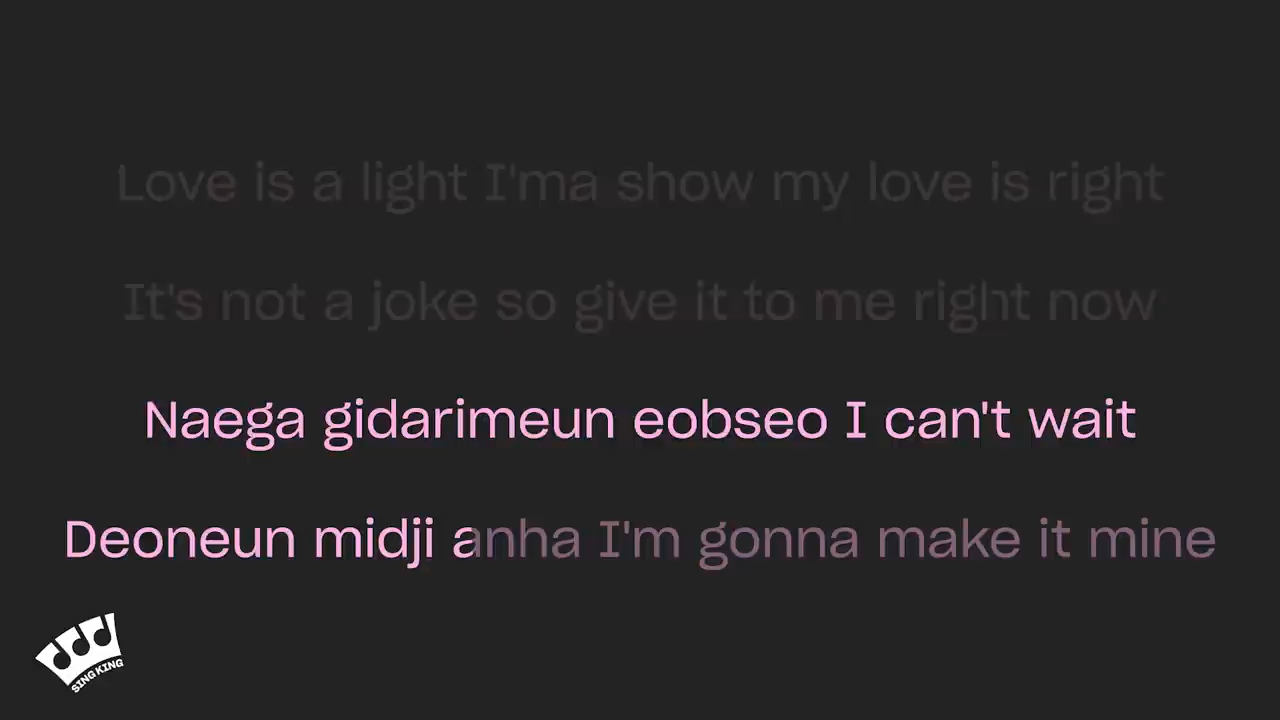 Love is a light I'ma show my love is right
It's not a joke so give it to me right now
Naega gidarimeun eobseo I can't wait
Deoneun midji anha I'm gonna make it mine
SING KING